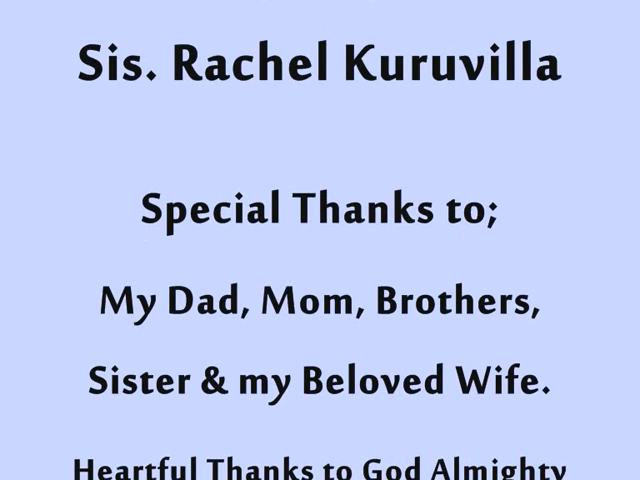 Sis. Rachel Kuruvilla
Special Thanks to;
My Dad, Mom, Brothers,
Sister & my Beloved Wife.
Heartful Thanks to God Almighty